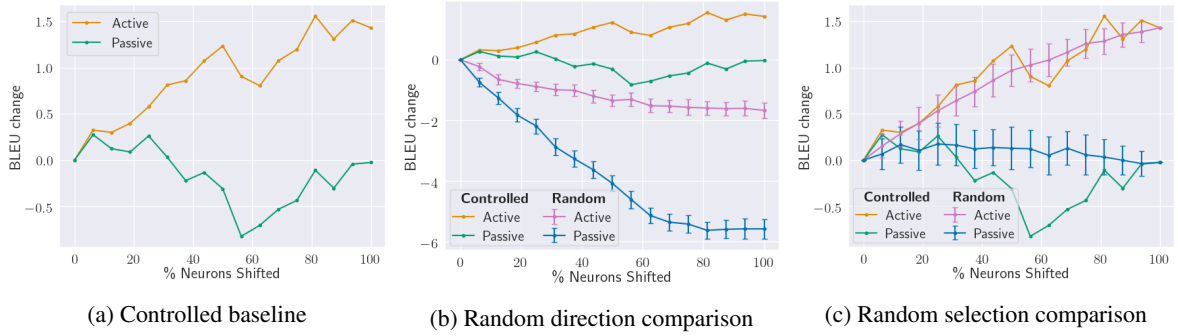 Active
Passive
1.5
1.0
0.5
0.0
−0.5
BLEU change
0
20
40
60
80
100
% Neurons Shifted
(a) Controlled baseline
0
−2
−4
−6
BLEU change
Controlled Random
Active Active
Passive Passive
0
20
40
60
80
100
% Neurons Shifted
(b) Random direction comparison
1.5
1.0
0.5
0.0
−0.5
BLEU change
Controlled Random
Active Active
Passive Passive
0
20
40
60
80
100
% Neurons Shifted
(c) Random selection comparison